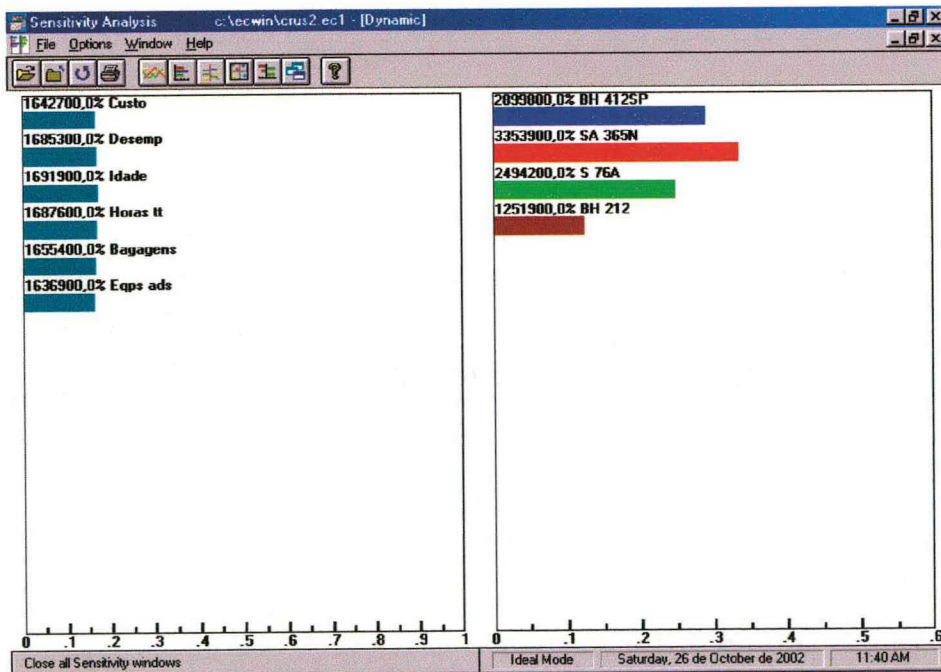 Sensitivity Analysis c:\ecwin\crus2.ec1 - [Dynamic]
File Options Window Help
1642700,0% Custo
1685300,0% Desemp
1691900,0% Idade
1687600,0% Horas tt
1655400,0% Bagagens
1636900,0% Eqps ads
0 .1 .2 .3 .4 .5 .6 .7 .8 .9 1
2899800,0% BH 412SP
3353900,0% SA 365N
2494200,0% S 76A
1251900,0% BH 212
0 .1 .2 .3 .4 .5 .6
Close all Sensitivity windows
Ideal Mode Saturday, 26 de October de 2002 11:40 AM